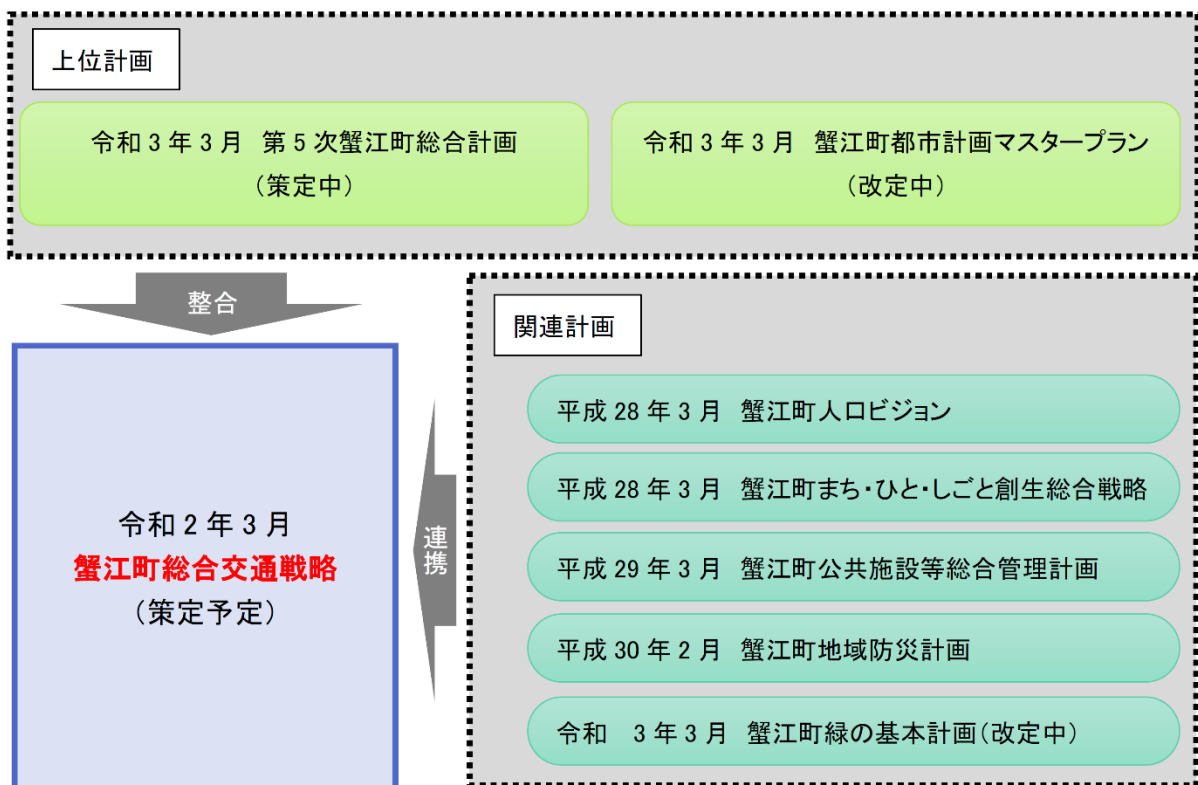 上位計画
令和3年3月 第5次蟹江町総合計画
（策定中）
令和3年3月 蟹江町都市計画マスタープラン
（改定中）
整合
関連計画
平成28年3月 蟹江町人口ビジョン
平成28年3月 蟹江町まち・ひと・しごと創生総合戦略
平成29年3月 蟹江町公共施設等総合管理計画
平成30年2月 蟹江町地域防災計画
令和 3年3月 蟹江町緑の基本計画（改定中）
連携
令和2年3月
蟹江町総合交通戦略
（策定予定）